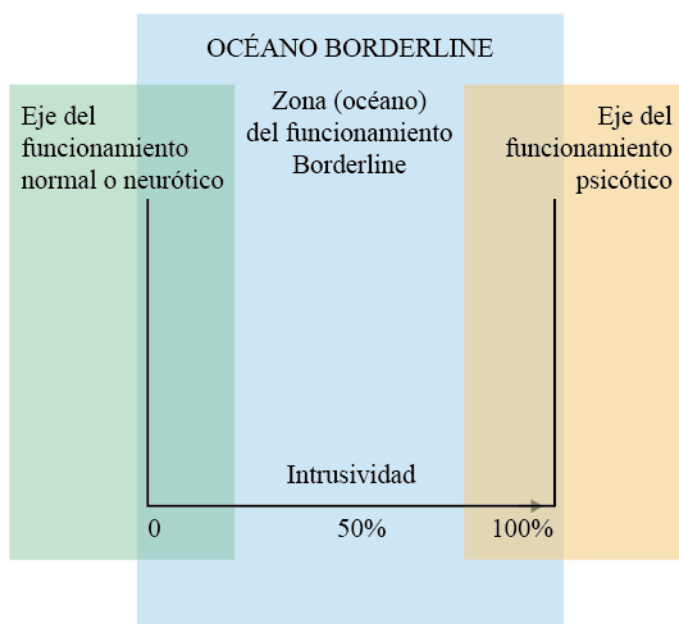 OCÉANO BORDERLINE
Zona (océano)
del funcionamiento
Borderline
Eje del
funcionamiento
normal o neurótico
Eje del
funcionamiento
psicótico
Intrusividad
0
50%
100%